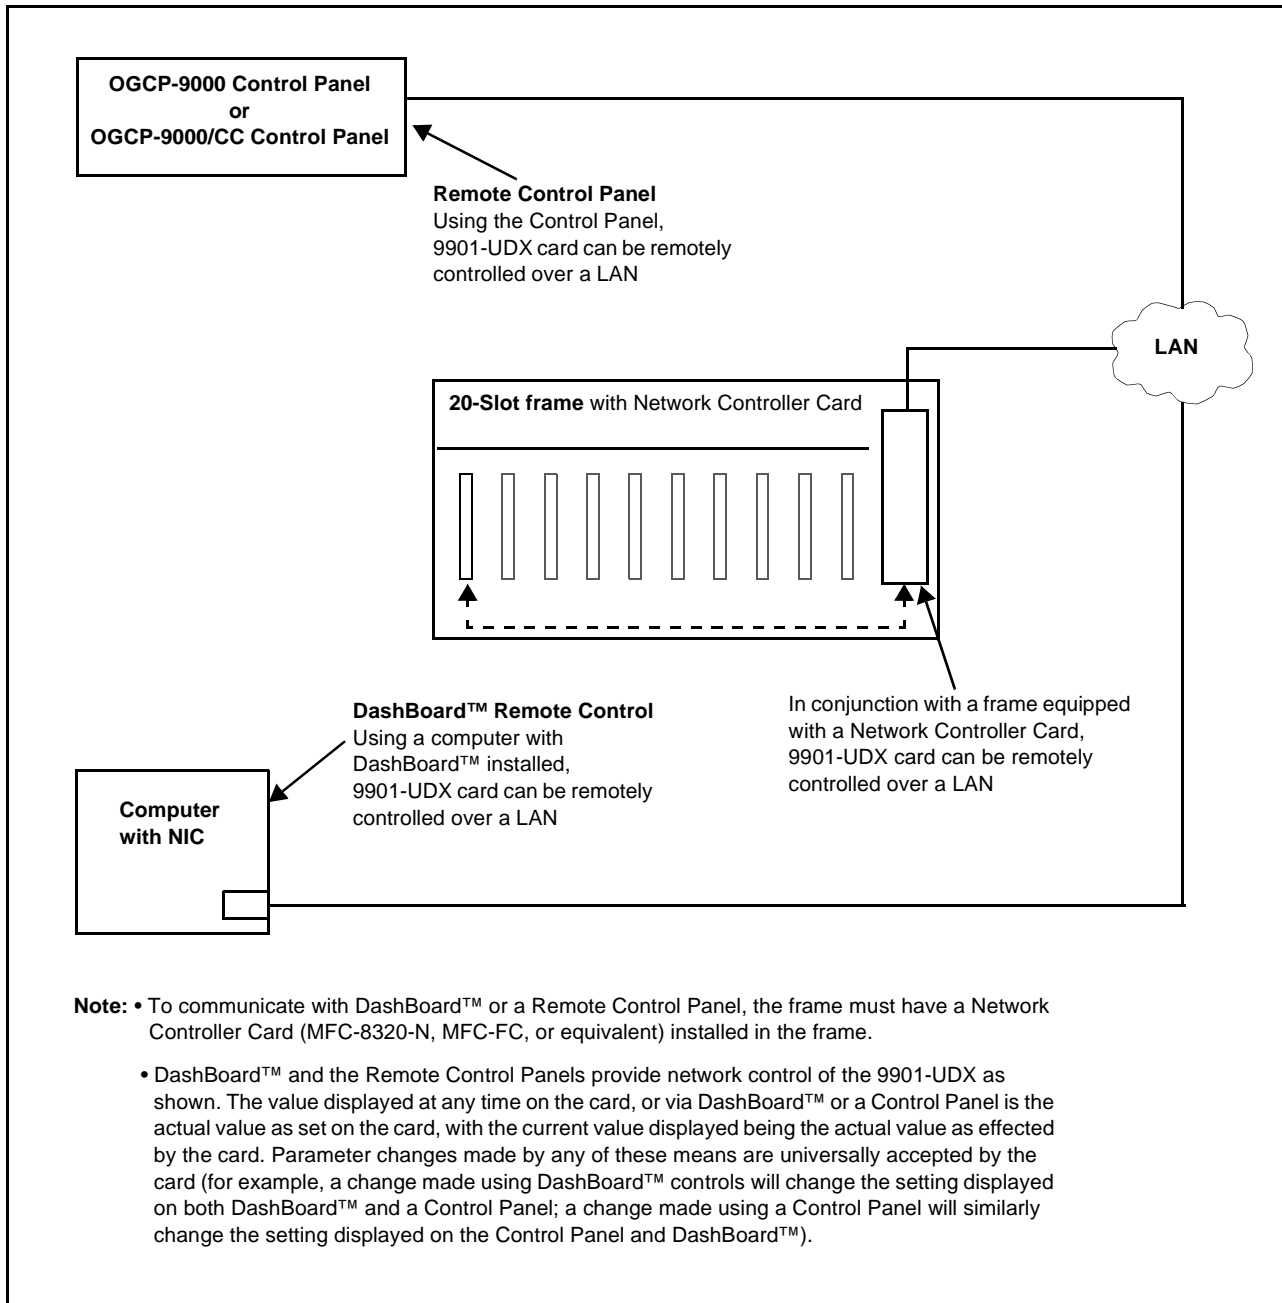 OGCP-9000 Control Panel
or
OGCP-9000/CC Control Panel
Remote Control Panel
Using the Control Panel,
9901-UDX card can be remotely
controlled over a LAN
LAN
20-Slot frame with Network Controller Card
DashBoard™ Remote Control
Using a computer with
DashBoard™ installed,
9901-UDX card can be remotely
controlled over a LAN
In conjunction with a frame equipped
with a Network Controller Card,
9901-UDX card can be remotely
controlled over a LAN
Computer
with NIC
Note: • To communicate with DashBoard™ or a Remote Control Panel, the frame must have a Network
Controller Card (MFC-8320-N, MFC-FC, or equivalent) installed in the frame.
• DashBoard™ and the Remote Control Panels provide network control of the 9901-UDX as
shown. The value displayed at any time on the card, or via DashBoard™ or a Control Panel is the
actual value as set on the card, with the current value displayed being the actual value as effected
by the card. Parameter changes made by any of these means are universally accepted by the
card (for example, a change made using DashBoard™ controls will change the setting displayed
on both DashBoard™ and a Control Panel; a change made using a Control Panel will similarly
change the setting displayed on the Control Panel and DashBoard™).